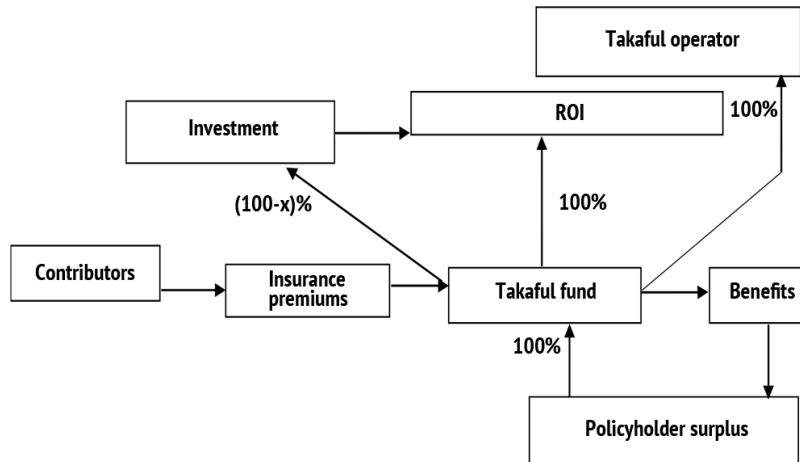 Takaful operator
ROI
100%
Investment
(100-x)%
100%
Contributors
Insurance
premiums
Takaful fund
Benefits
100%
Policyholder surplus